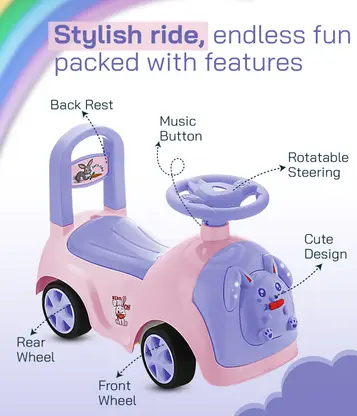 Stylish ride, endless fun
packed with features
Back Rest
Music
Button
Rotatable
Steering
Cute
Design
Rear
Wheel
Front
Wheel